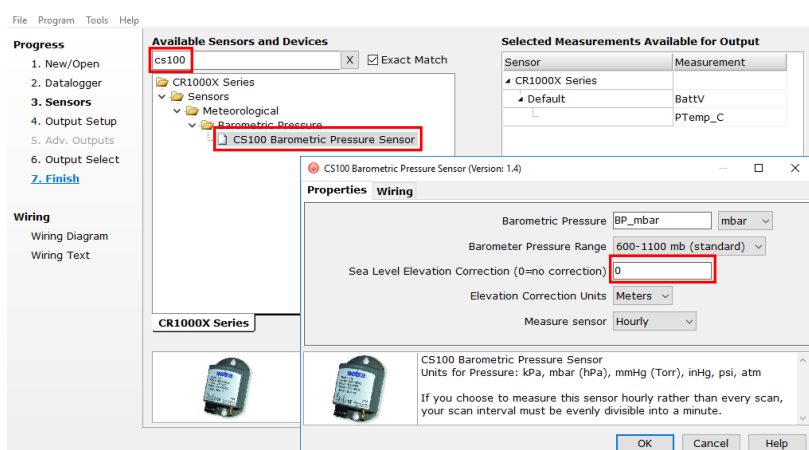 File Program Tools Help
Progress
1. New/Open
2. Datalogger
3. Sensors
4. Output Setup
5. Adv. Outputs
6. Output Select
7. Finish
Wiring
Wiring Diagram
Wiring Text
Available Sensors and Devices
cs100 X Exact Match
CR1000X Series
Sensors
Meteorological
Barometric Pressure
CS100 Barometric Pressure Sensor
CR1000X Series
Selected Measurements Available for Output
Sensor Measurement
CR1000X Series
Default BattV
PTemp_C
CS100 Barometric Pressure Sensor (Version: 1.4)
Properties Wiring
Barometric Pressure BP_mbar mbar
Barometer Pressure Range 600-1100 mb (standard)
Sea Level Elevation Correction (0=no correction) 0
Elevation Correction Units Meters
Measure sensor Hourly
setra
setra
CS100 Barometric Pressure Sensor
Units for Pressure: kPa, mbar (hPa), mmHg (Torr), inHg, psi, atm
If you choose to measure this sensor hourly rather than every scan,
your scan interval must be evenly divisible into a minute.
OK Cancel Help